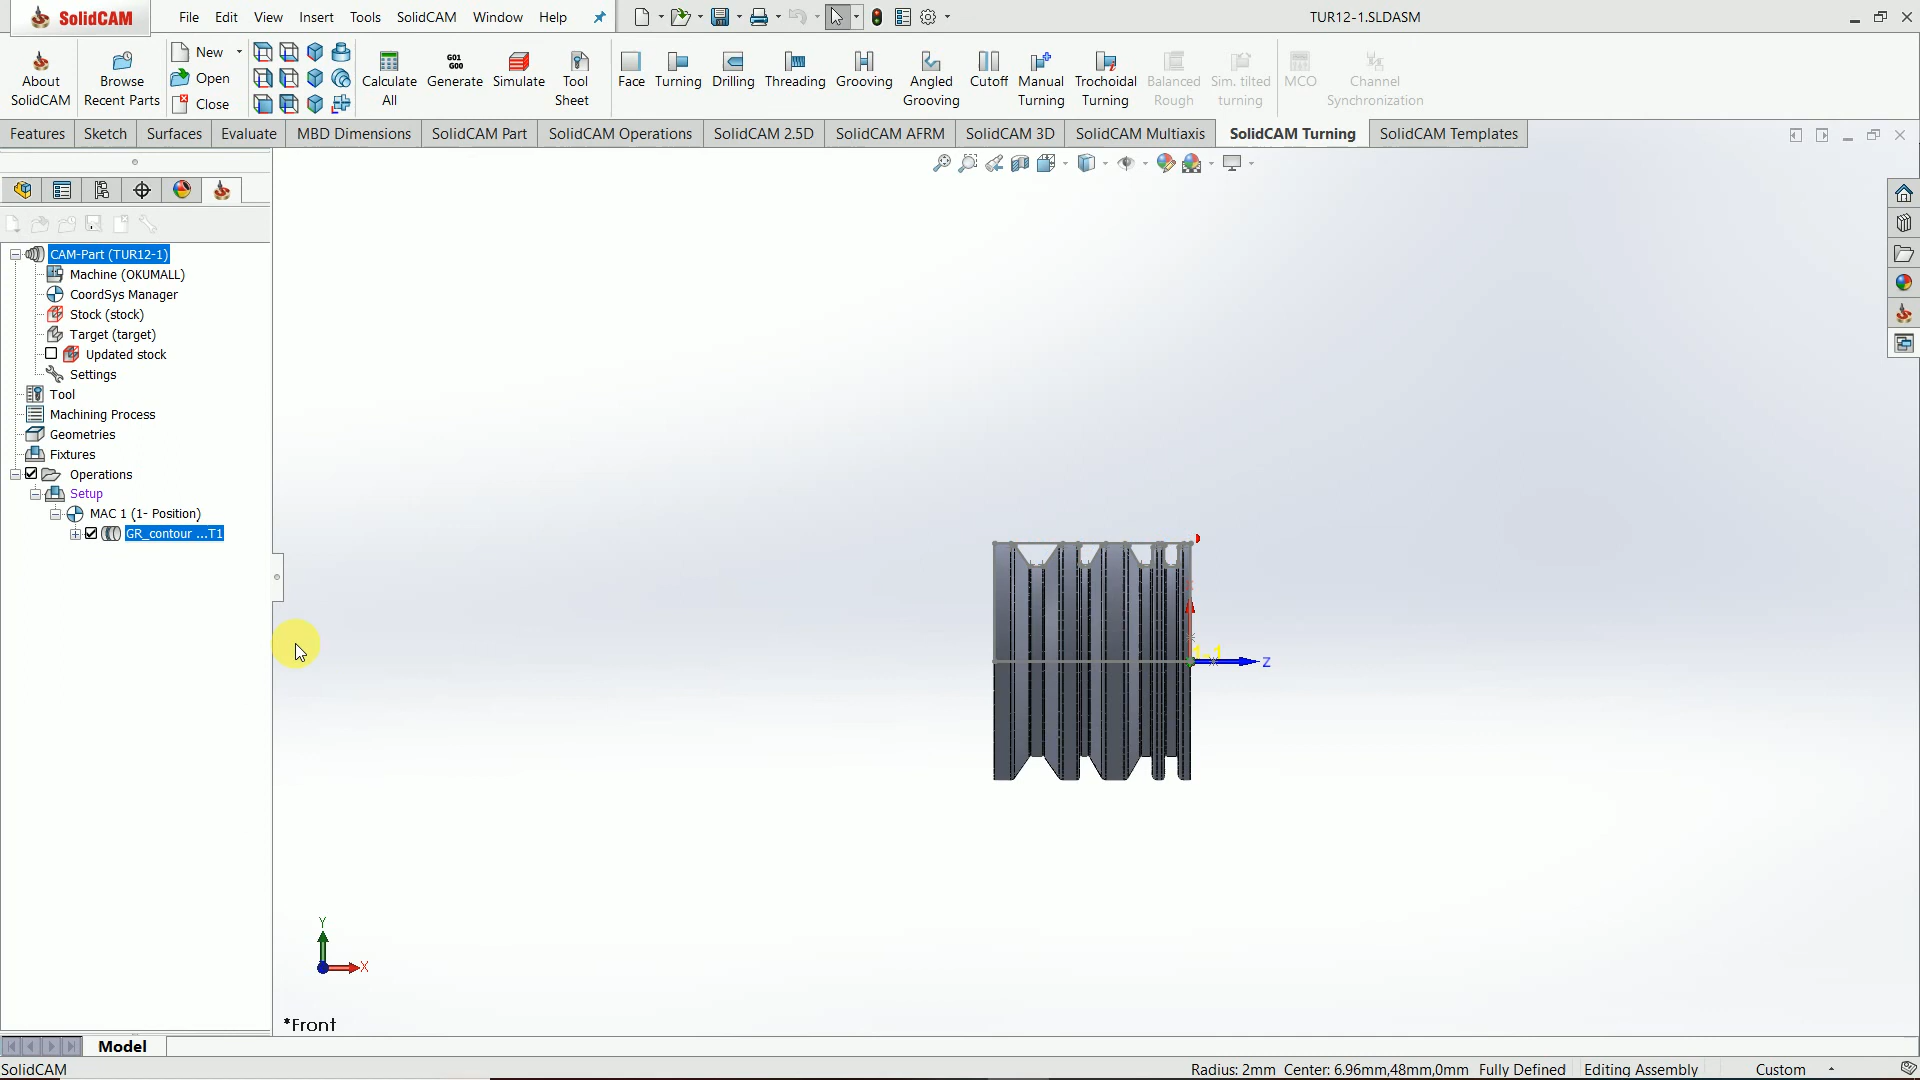 SolidCAM File Edit View Insert Tools SolidCAM Window Help TUR12-1.SLDASM
About SolidCAM
Browse Recent Parts
New
Open
Close
Calculate All
G01 G00 Generate
Simulate
Tool Sheet
Face
Turning
Drilling
Threading
Grooving
Angled Grooving
Cutoff
Manual Turning
Trochoidal Turning
Balanced Rough
Sim. tilted turning
MCO
Channel Synchronization
Features Sketch Surfaces Evaluate MBD Dimensions SolidCAM Part SolidCAM Operations SolidCAM 2.5D SolidCAM AFRM SolidCAM 3D SolidCAM Multiaxis SolidCAM Turning SolidCAM Templates
CAM-Part (TUR12-1)
Machine (OKUMALL)
CoordSys Manager
Stock (stock)
Target (target)
Updated stock
Settings
Tool
Machining Process
Geometries
Fixtures
Operations
Setup
MAC 1 (1- Position)
GR_contour ...T1
1-1
Z
Y
X
*Front
Model
SolidCAM Radius: 2mm Center: 6.96mm,48mm,0mm Fully Defined Editing Assembly Custom